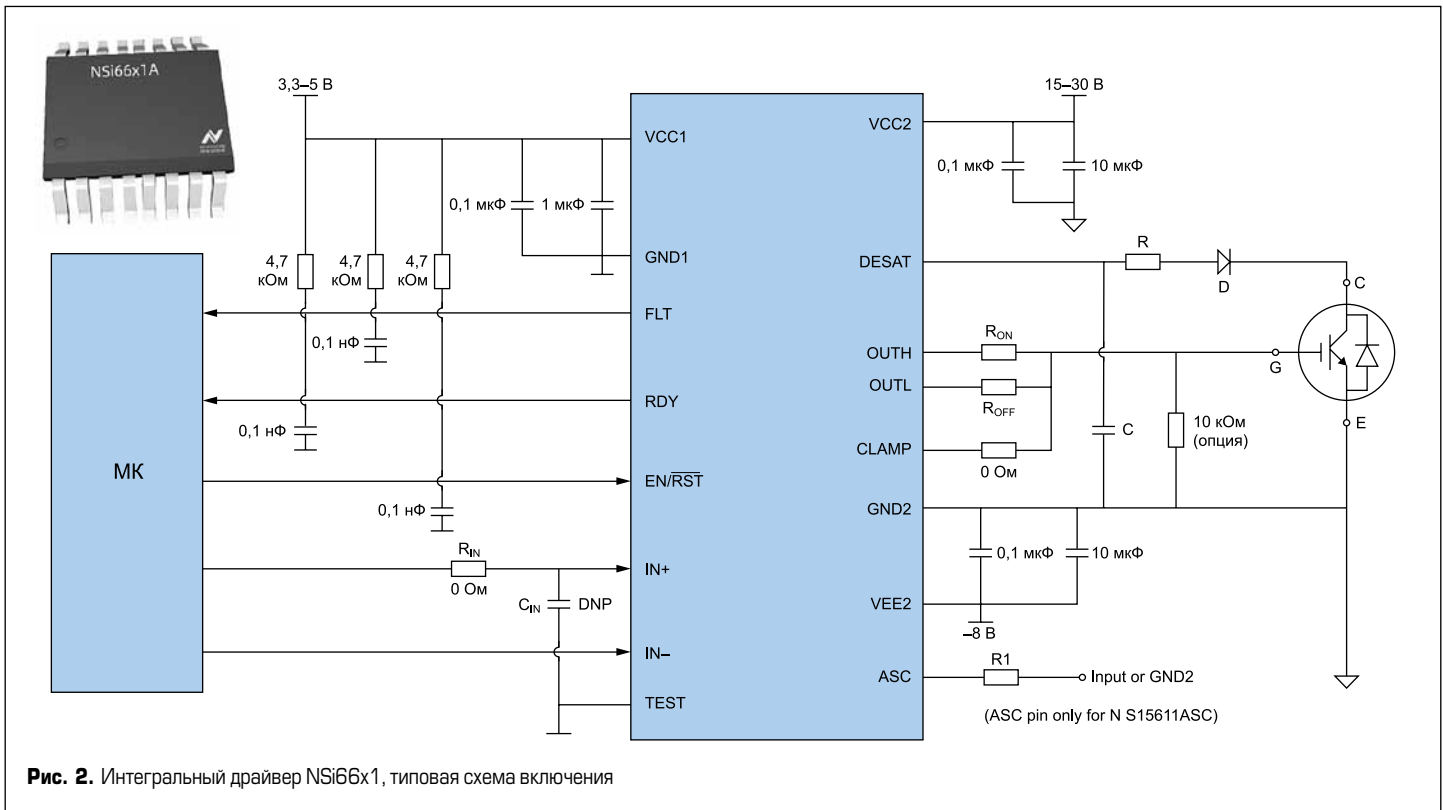 NSi66x1A
3,3–5 В
15–30 В
VCC1
VCC2
0,1 мкФ
1 мкФ
0,1 мкФ
10 мкФ
4,7
кОм
4,7
кОм
4,7
кОм
GND1
DESAT
R
D
C
FLT
0,1 нФ
OUTH
RON
G
OUTL
ROFF
RDY
0,1 нФ
C
10 кОм
(опция)
E
CLAMP
0 Ом
МК
EN/RST
0,1 нФ
GND2
RIN
0 Ом
IN+
0,1 мкФ
10 мкФ
CIN
DNP
VEE2
–8 В
IN–
ASC
R1
Input or GND2
TEST
(ASC pin only for N S15611ASC)
Рис. 2. Интегральный драйвер NSi66x1, типовая схема включения